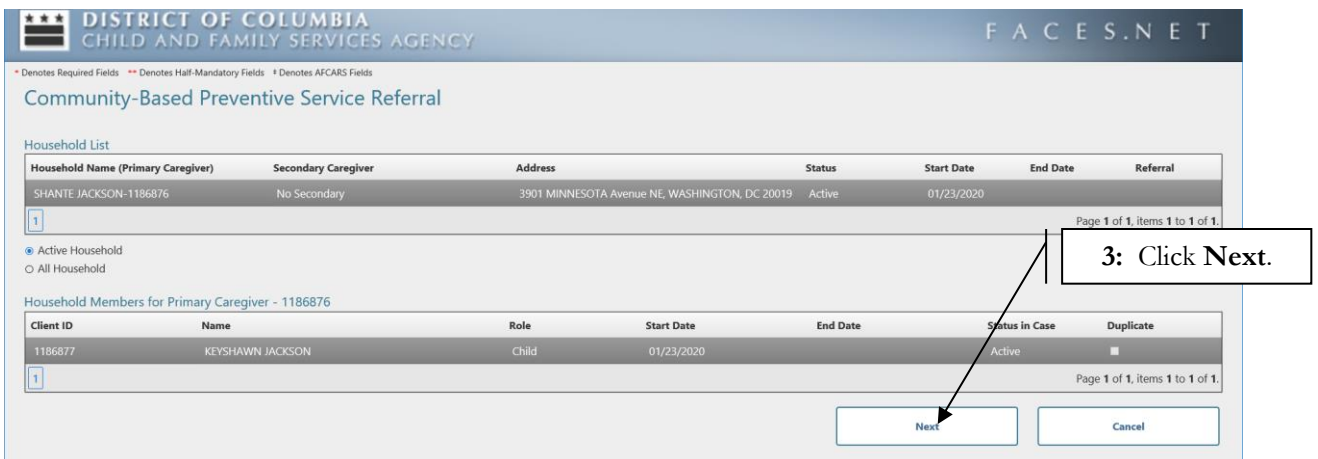 DISTRICT OF COLUMBIA
CHILD AND FAMILY SERVICES AGENCY
FACES.NET
* Denotes Required Fields ** Denotes Half-Mandatory Fields ‡ Denotes AFCARS Fields
Community-Based Preventive Service Referral
Household List
Household Name (Primary Caregiver) Secondary Caregiver Address Status Start Date End Date Referral
SHANTE JACKSON-1186876 No Secondary 3901 MINNESOTA Avenue NE, WASHINGTON, DC 20019 Active 01/23/2020
1 Page 1 of 1, items 1 to 1 of 1.
Active Household
All Household
3: Click Next.
Household Members for Primary Caregiver - 1186876
Client ID Name Role Start Date End Date Status in Case Duplicate
1186877 KEYSHAWN JACKSON Child 01/23/2020 Active
1 Page 1 of 1, items 1 to 1 of 1.
Next Cancel